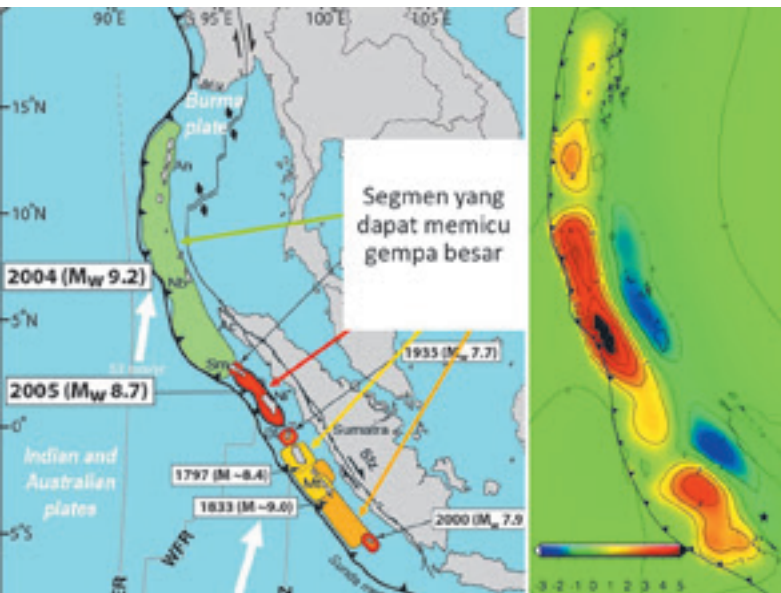 90°E
95°E
100°E
105°E
15°N
Burma
plate
An
Segmen yang
dapat memicu
gempa besar
10°N
2004 (Mw 9.2)
Nb
5°N
1935 (Mw 7.7)
2005 (Mw 8.7)
0°
Sumatra
Indian and
Australian
plates
1797 (M ~8.4)
1833 (M ~9.0)
2000 (Mw 7.9
5°S
WFR
-3 -2 -1 0 1 2 3 4 5